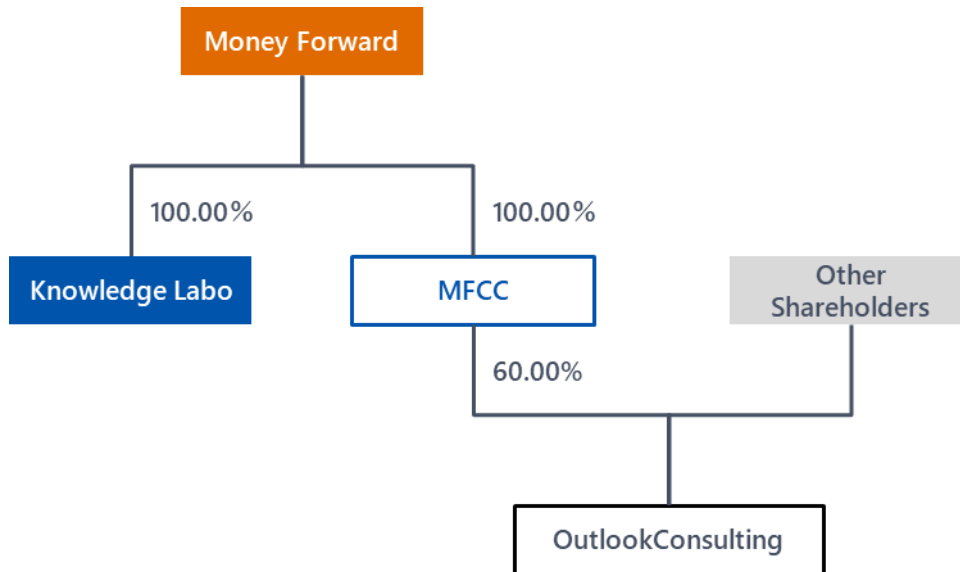 Money Forward
100.00%
100.00%
Knowledge Labo
MFCC
Other
Shareholders
60.00%
OutlookConsulting